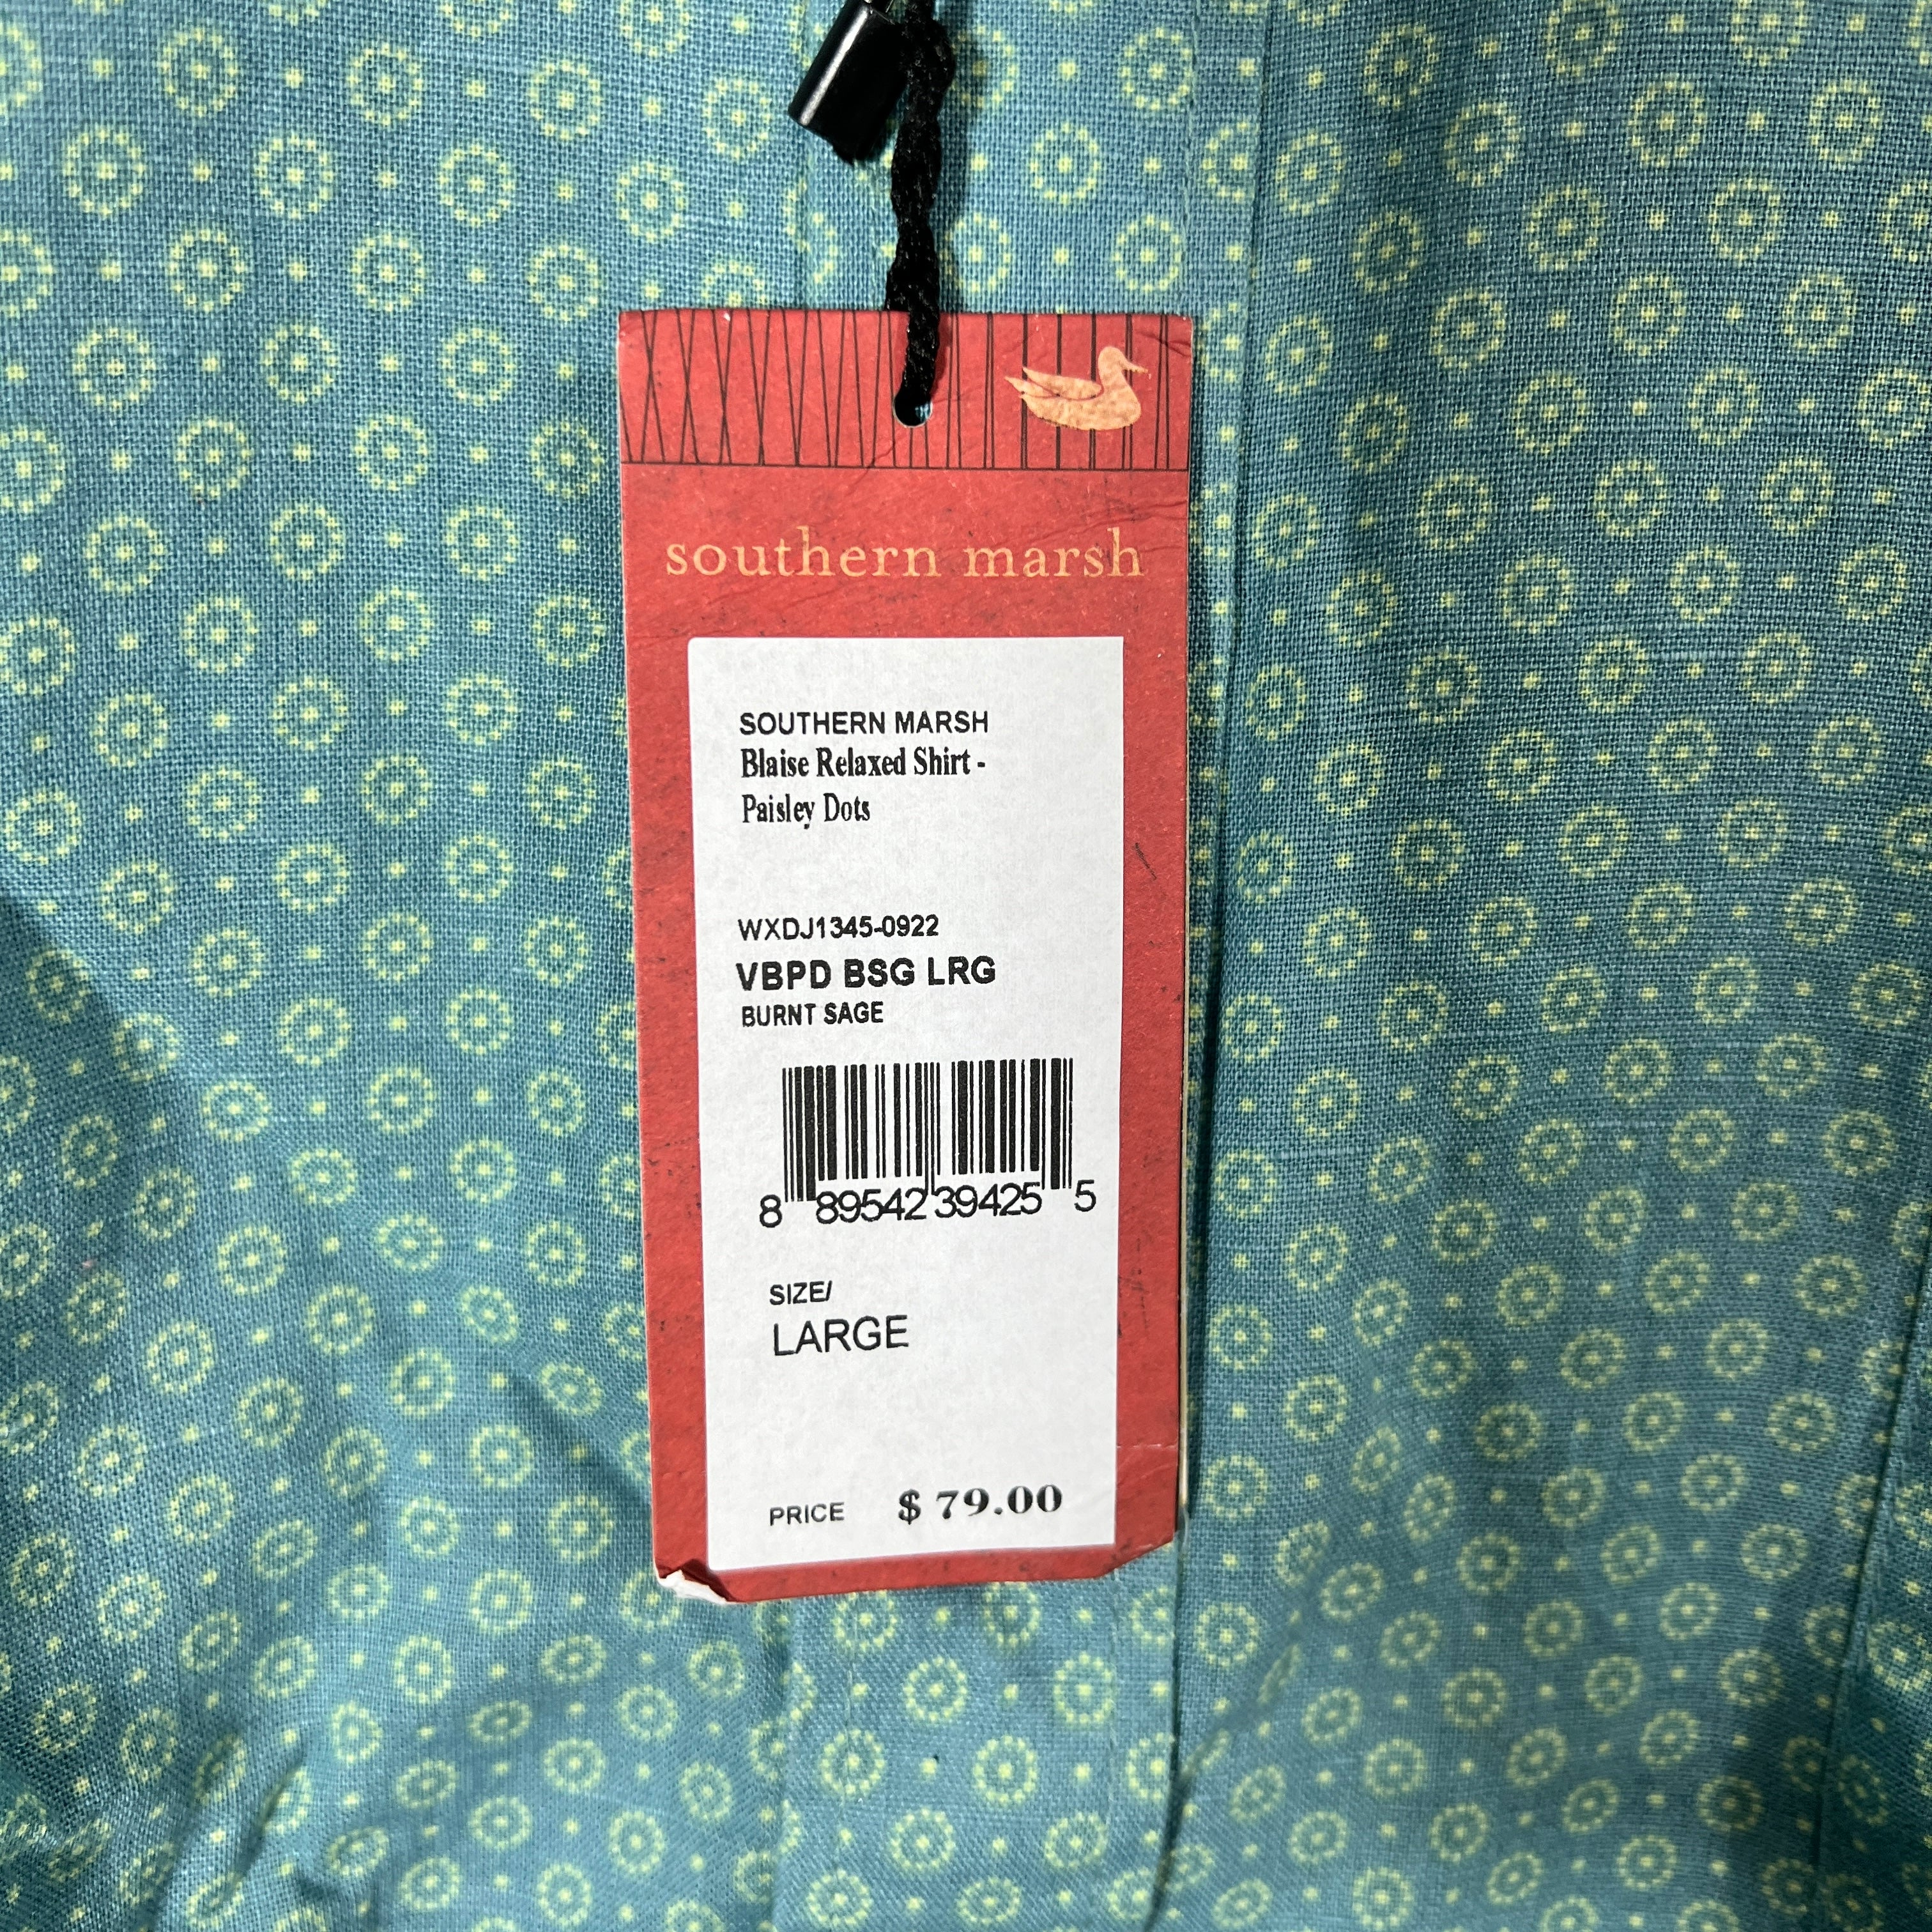 southern marsh
SOUTHERN MARSH
Blaise Relaxed Shirt -
Paisley Dots
WXDJ1345-0922
VBPD BSG LRG
BURNT SAGE
8 89542 39425 5
SIZE/
LARGE
PRICE $ 79.00